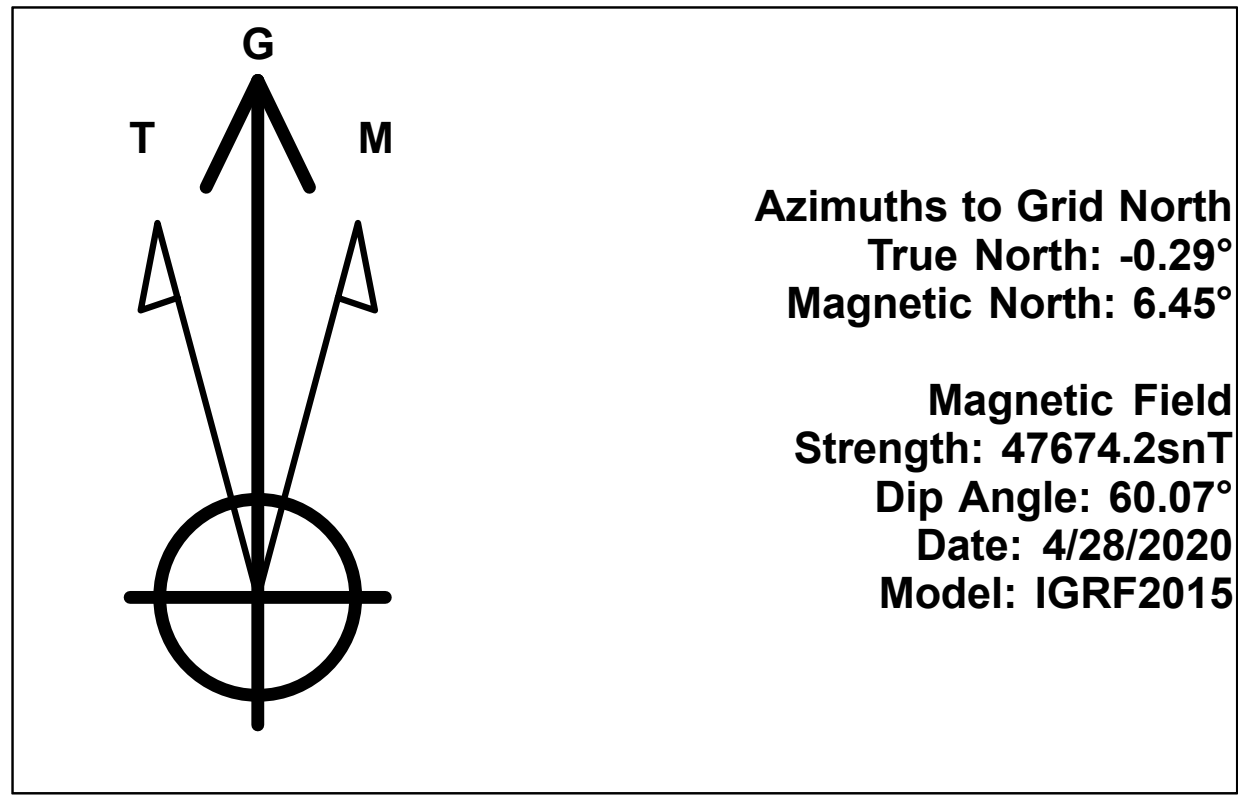 G
T
M
Azimuths to Grid North
True North: -0.29°
Magnetic North: 6.45°
Magnetic Field
Strength: 47674.2snT
Dip Angle: 60.07°
Date: 4/28/2020
Model: IGRF2015